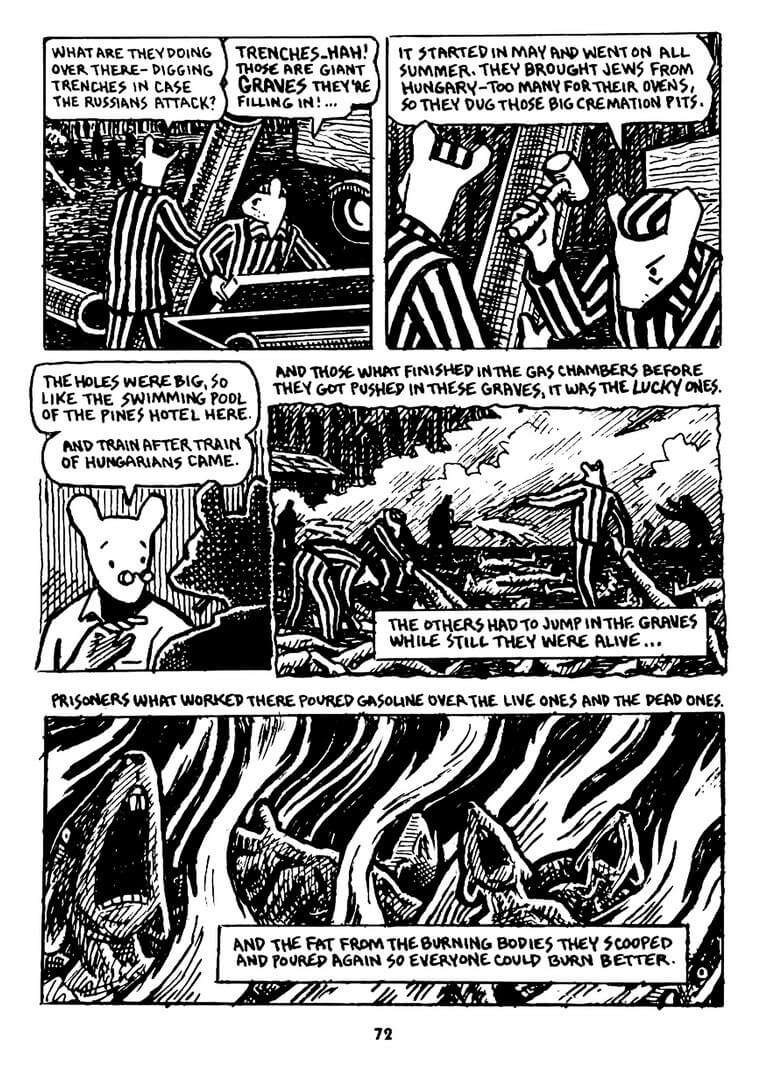 WHAT ARE THEY DOING
OVER THERE-DIGGING
TRENCHES IN CASE
THE RUSSIANS ATTACK?
TRENCHES-HAH!
THOSE ARE GIANT
GRAVES THEY'RE
FILLING IN!...
IT STARTED IN MAY AND WENT ON ALL
SUMMER. THEY BROUGHT JEWS FROM
HUNGARY-TOO MANY FOR THEIR OVENS,
SO THEY DUG THOSE BIG CREMATION PITS.
THE HOLES WERE BIG, SO
LIKE THE SWIMMING POOL
OF THE PINES HOTEL HERE.
AND TRAIN AFTER TRAIN
OF HUNGARIANS CAME.
AND THOSE WHAT FINISHED IN THE GAS CHAMBERS BEFORE
THEY GOT PUSHED IN THESE GRAVES, IT WAS THE LUCKY ONES.
THE OTHERS HAD TO JUMP IN THE GRAVES
WHILE STILL THEY WERE ALIVE...
PRISONERS WHAT WORKED THERE POURED GASOLINE OVER THE LIVE ONES AND THE DEAD ONES.
AND THE FAT FROM THE BURNING BODIES THEY SCOOPED
AND POURED AGAIN SO EVERYONE COULD BURN BETTER.
72